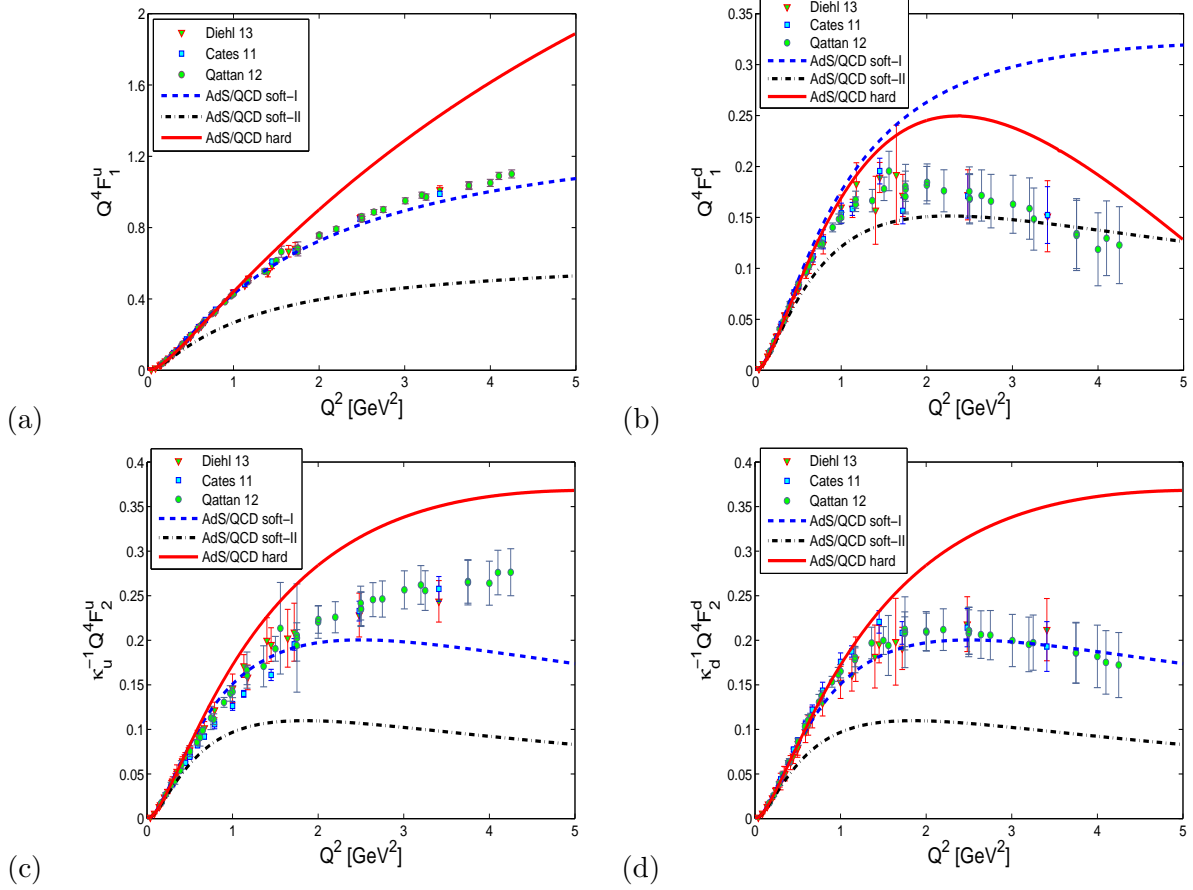 2
1.6
1.2
0.8
0.4
0
Q⁴F₁ᵘ
Diehl 13
Cates 11
Qattan 12
AdS/QCD soft−I
AdS/QCD soft−II
AdS/QCD hard
0 1 2 3 4 5
Q² [GeV²]
(a)
0.35
0.3
0.25
0.2
0.15
0.1
0.05
0
Q⁴F₁ᵈ
Diehl 13
Cates 11
Qattan 12
AdS/QCD soft−I
AdS/QCD soft−II
AdS/QCD hard
0 1 2 3 4 5
Q² [GeV²]
(b)
0.4
0.35
0.3
0.25
0.2
0.15
0.1
0.05
0
κᵤ⁻¹Q⁴F₂ᵘ
Diehl 13
Cates 11
Qattan 12
AdS/QCD soft−I
AdS/QCD soft−II
AdS/QCD hard
0 1 2 3 4 5
Q² [GeV²]
(c)
0.4
0.35
0.3
0.25
0.2
0.15
0.1
0.05
0
κ_d⁻¹Q⁴F₂ᵈ
Diehl 13
Cates 11
Qattan 12
AdS/QCD soft−I
AdS/QCD soft−II
AdS/QCD hard
0 1 2 3 4 5
Q² [GeV²]
(d)